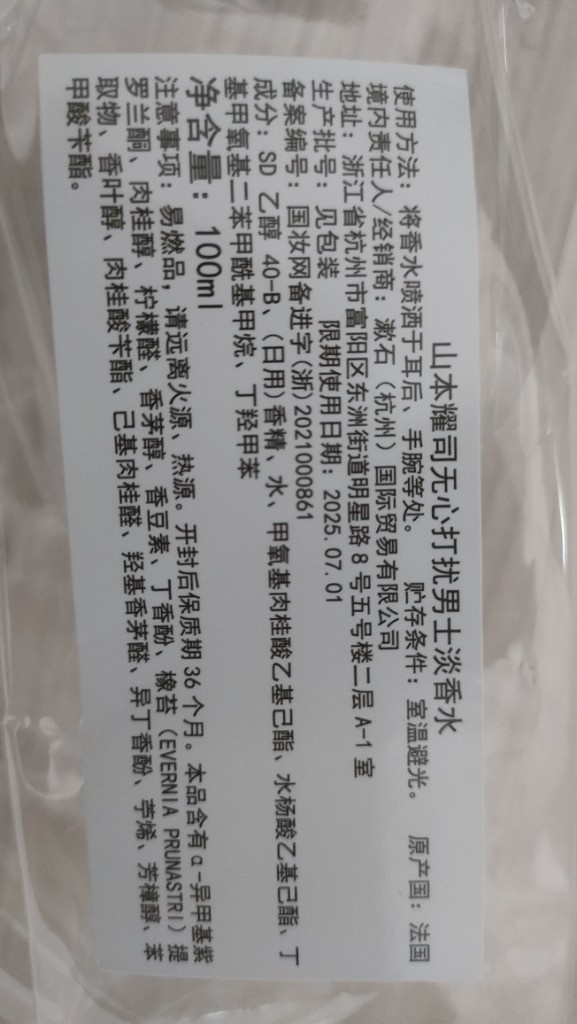 山本耀司无心打扰男士淡香水
使用方法：将香水喷洒于耳后、手腕等处。 贮存条件：室温避光。 原产国：法国
境内责任人/经销商：漱石（杭州）国际贸易有限公司
地址：浙江省杭州市富阳区东洲街道明星路8号五号楼二层A-1室
生产批号：见包装 限期使用日期：2025.07.01
备案编号：国妆网备进字(浙)2021000861
成分：SD 乙醇 40-B、（日用）香精、水、甲氧基肉桂酸乙基己酯、水杨酸乙基己酯、丁
基甲氧基二苯甲酰基甲烷、丁羟甲苯
净含量：100ml
注意事项：易燃品，请远离火源、热源。开封后保质期36个月。本品含有α-异甲基紫
罗兰酮、肉桂醇、柠檬醛、香茅醇、香豆素、丁香酚、橡苔（EVERNIA PRUNASTRI）提
取物、香叶醇、肉桂酸苄酯、己基肉桂醛、羟基香茅醛、异丁香酚、苧烯、芳樟醇、苯
甲酸苄酯。